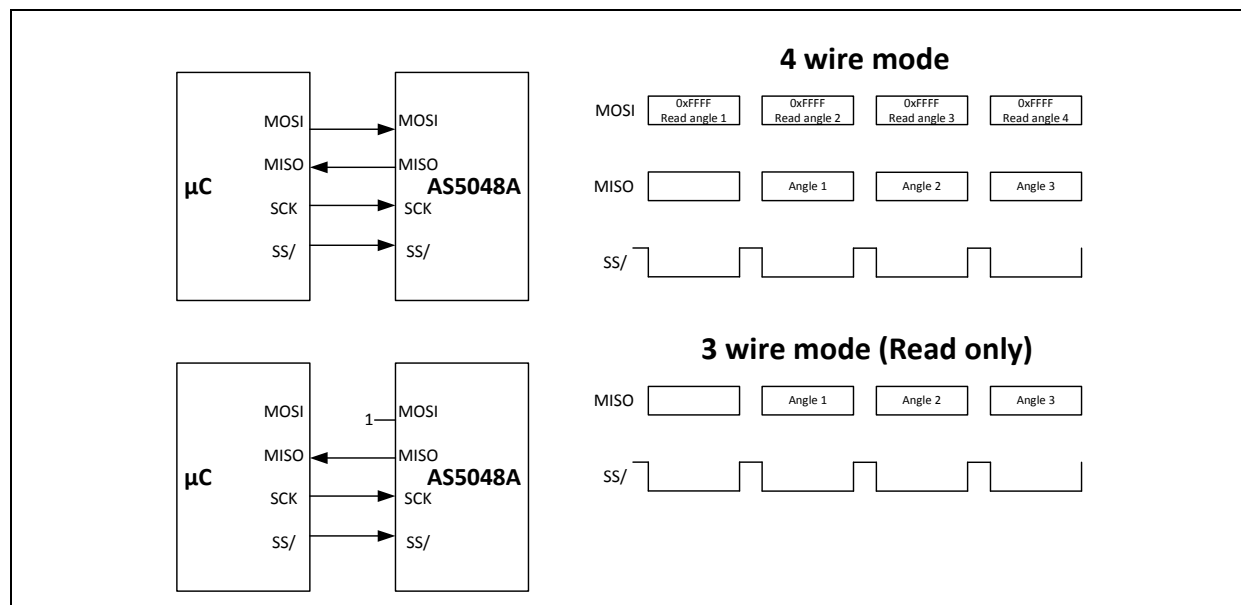 4 wire mode
MOSI
MOSI
MISO
MISO
µC
AS5048A
SCK
SCK
SS/
SS/
MOSI
0xFFFF
Read angle 1
0xFFFF
Read angle 2
0xFFFF
Read angle 3
0xFFFF
Read angle 4
MISO
Angle 1
Angle 2
Angle 3
SS/
3 wire mode (Read only)
MOSI
1
MOSI
MISO
MISO
µC
AS5048A
SCK
SCK
SS/
SS/
MISO
Angle 1
Angle 2
Angle 3
SS/